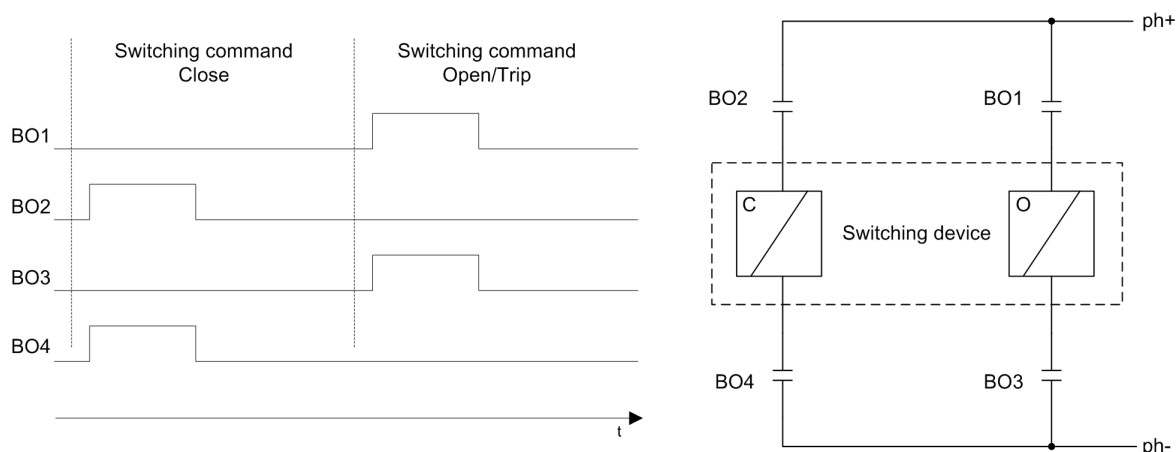 Switching command
Close
Switching command
Open/Trip
BO1
BO2
BO3
BO4
t
ph+
BO2
BO1
C
Switching device
O
BO4
BO3
ph-